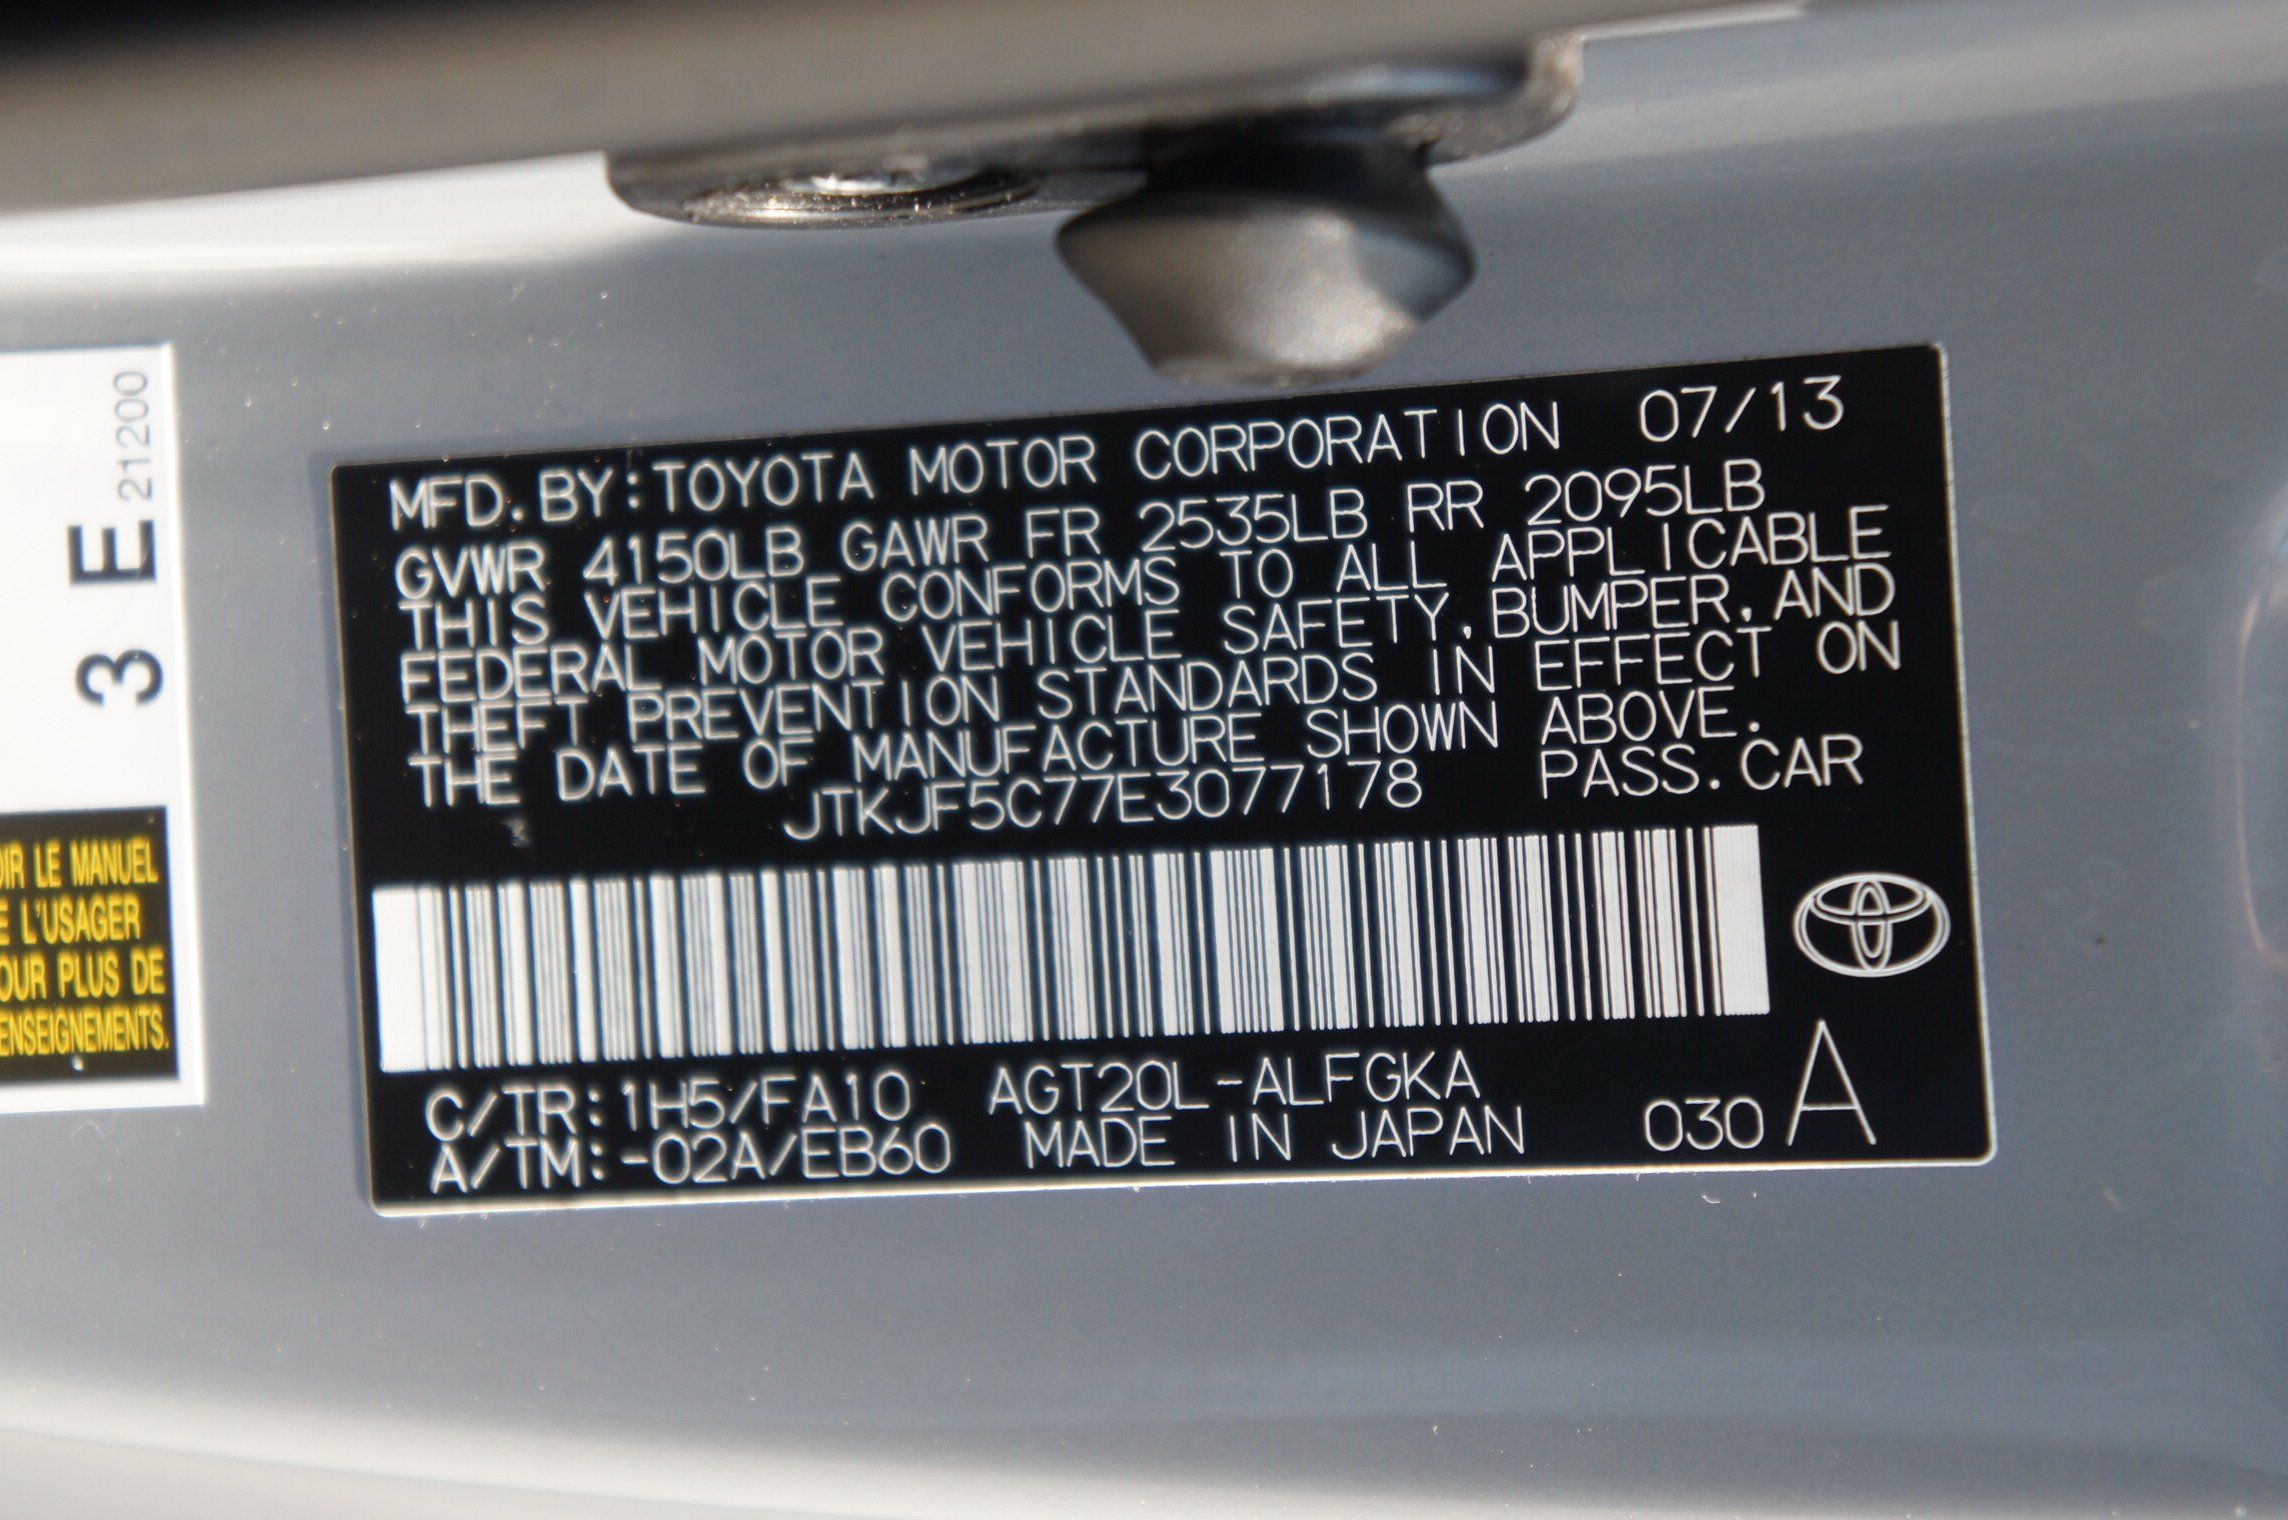 3 E 21200
OIR LE MANUEL
E L'USAGER
OUR PLUS DE
ENSEIGNEMENTS.
MFD. BY:TOYOTA MOTOR CORPORATION 07/13
GVWR 4150LB GAWR FR 2535LB RR 2095LB
THIS VEHICLE CONFORMS TO ALL APPLICABLE
FEDERAL MOTOR VEHICLE SAFETY, BUMPER, AND
THEFT PREVENTION STANDARDS IN EFFECT ON
THE DATE OF MANUFACTURE SHOWN ABOVE.
JTKJF5C77E3077178 PASS. CAR
C/TR:1H5/FA10 AGT20L-ALFGKA
A/TM:-02A/EB60 MADE IN JAPAN 030 A